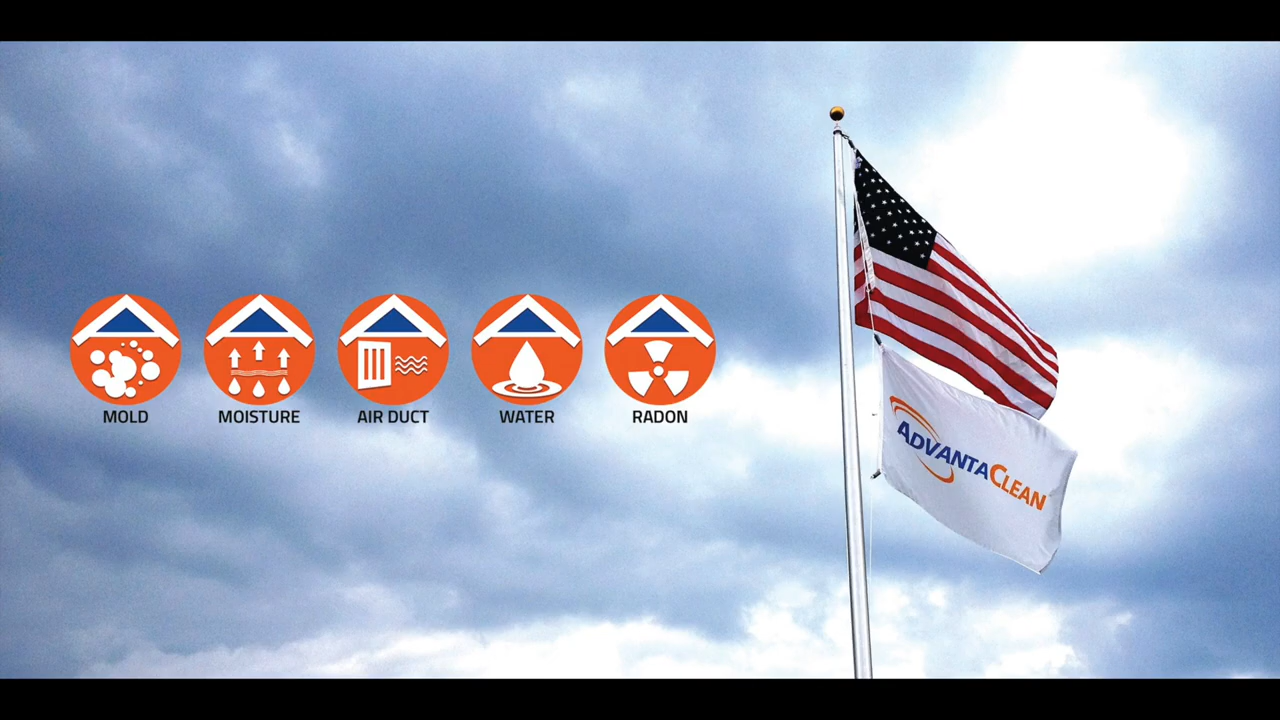 MOLD
MOISTURE
AIR DUCT
WATER
RADON
ADVANTACLEAN